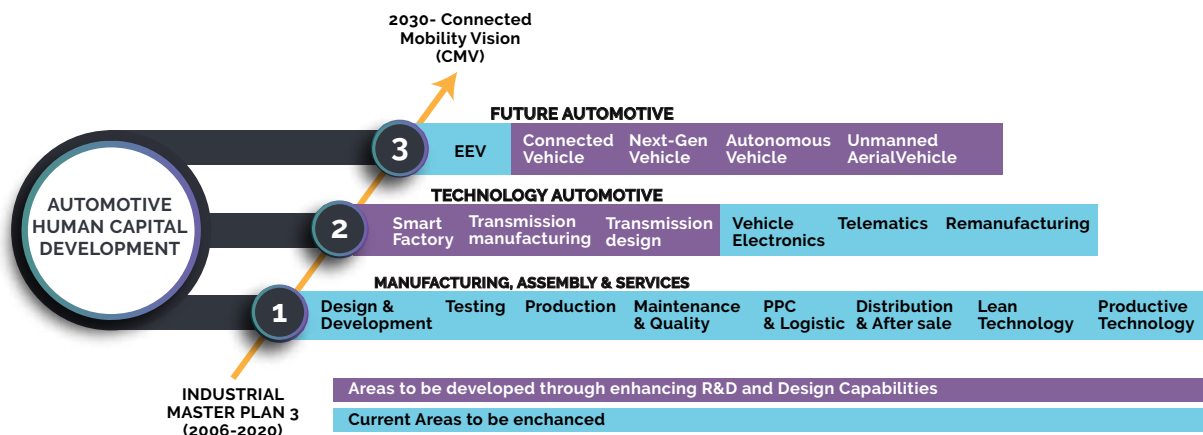 2030- Connected
Mobility Vision
(CMV)
FUTURE AUTOMOTIVE
3
EEV
Connected
Vehicle
Next-Gen
Vehicle
Autonomous
Vehicle
Unmanned
AerialVehicle
AUTOMOTIVE
HUMAN CAPITAL
DEVELOPMENT
TECHNOLOGY AUTOMOTIVE
2
Smart
Factory
Transmission
manufacturing
Transmission
design
Vehicle
Electronics
Telematics
Remanufacturing
MANUFACTURING, ASSEMBLY & SERVICES
1
Design &
Development
Testing
Production
Maintenance
& Quality
PPC
& Logistic
Distribution
& After sale
Lean
Technology
Productive
Technology
INDUSTRIAL
MASTER PLAN 3
(2006-2020)
Areas to be developed through enhancing R&D and Design Capabilities
Current Areas to be enchanced